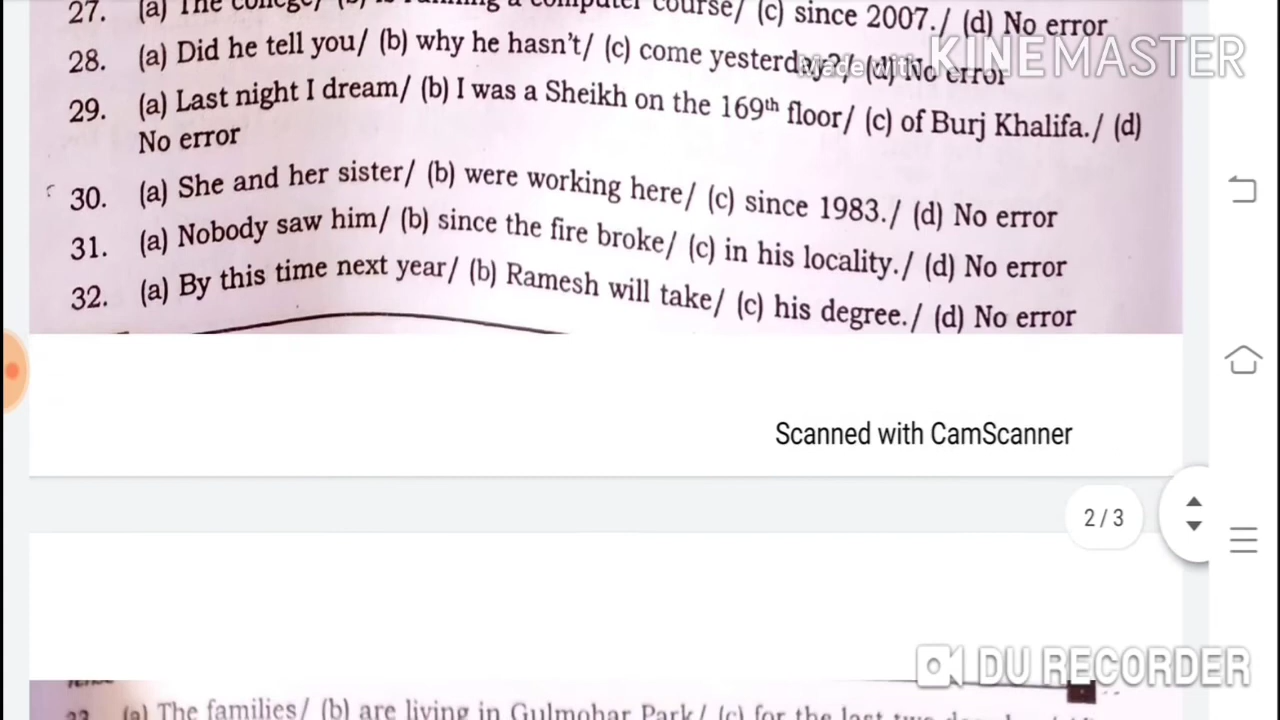 27. (a) The college/ (b) is running a computer course/ (c) since 2007./ (d) No error
28. (a) Did he tell you/ (b) why he hasn't/ (c) come yesterday?/ (d) No error
Made with KINEMASTER
29. (a) Last night I dream/ (b) I was a Sheikh on the 169th floor/ (c) of Burj Khalifa./ (d)
No error
30. (a) She and her sister/ (b) were working here/ (c) since 1983./ (d) No error
31. (a) Nobody saw him/ (b) since the fire broke/ (c) in his locality./ (d) No error
32. (a) By this time next year/ (b) Ramesh will take/ (c) his degree./ (d) No error
Scanned with CamScanner
2 / 3
DU RECORDER
(a) The families/ (b) are living in Gulmohar Park/ (c) for the last two